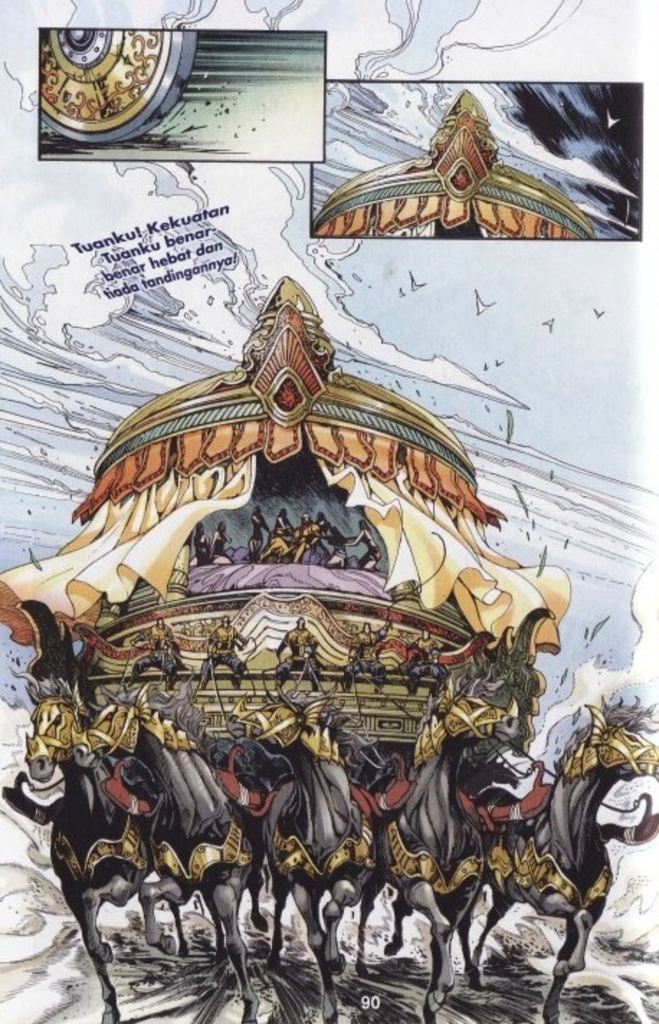 Tuanku! Kekuatan
Tuanku benar-
benar hebat dan
tiada tandingannya!
90